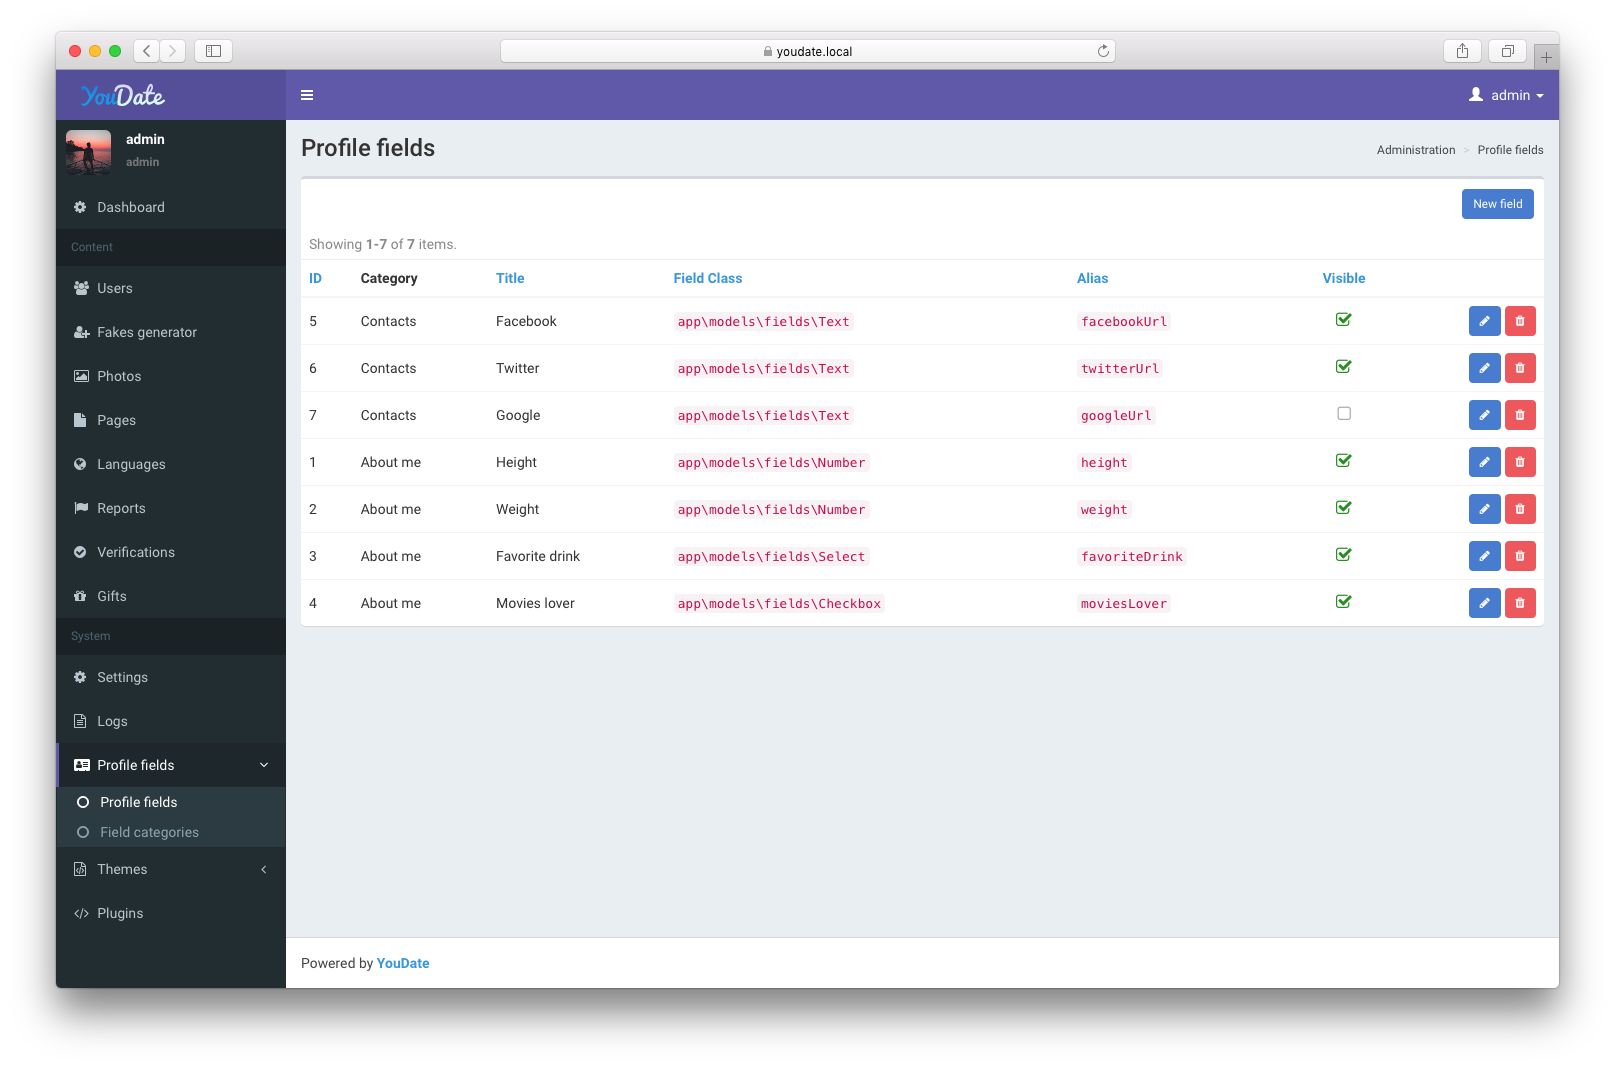 youdate.local
YouDate
admin
admin
admin
Dashboard
Content
Users
Fakes generator
Photos
Pages
Languages
Reports
Verifications
Gifts
System
Settings
Logs
Profile fields
Profile fields
Field categories
Themes
Plugins
Profile fields
Administration > Profile fields
New field
Showing 1-7 of 7 items.
ID Category Title Field Class Alias Visible
5 Contacts Facebook app\models\fields\Text facebookUrl
6 Contacts Twitter app\models\fields\Text twitterUrl
7 Contacts Google app\models\fields\Text googleUrl
1 About me Height app\models\fields\Number height
2 About me Weight app\models\fields\Number weight
3 About me Favorite drink app\models\fields\Select favoriteDrink
4 About me Movies lover app\models\fields\Checkbox moviesLover
Powered by YouDate